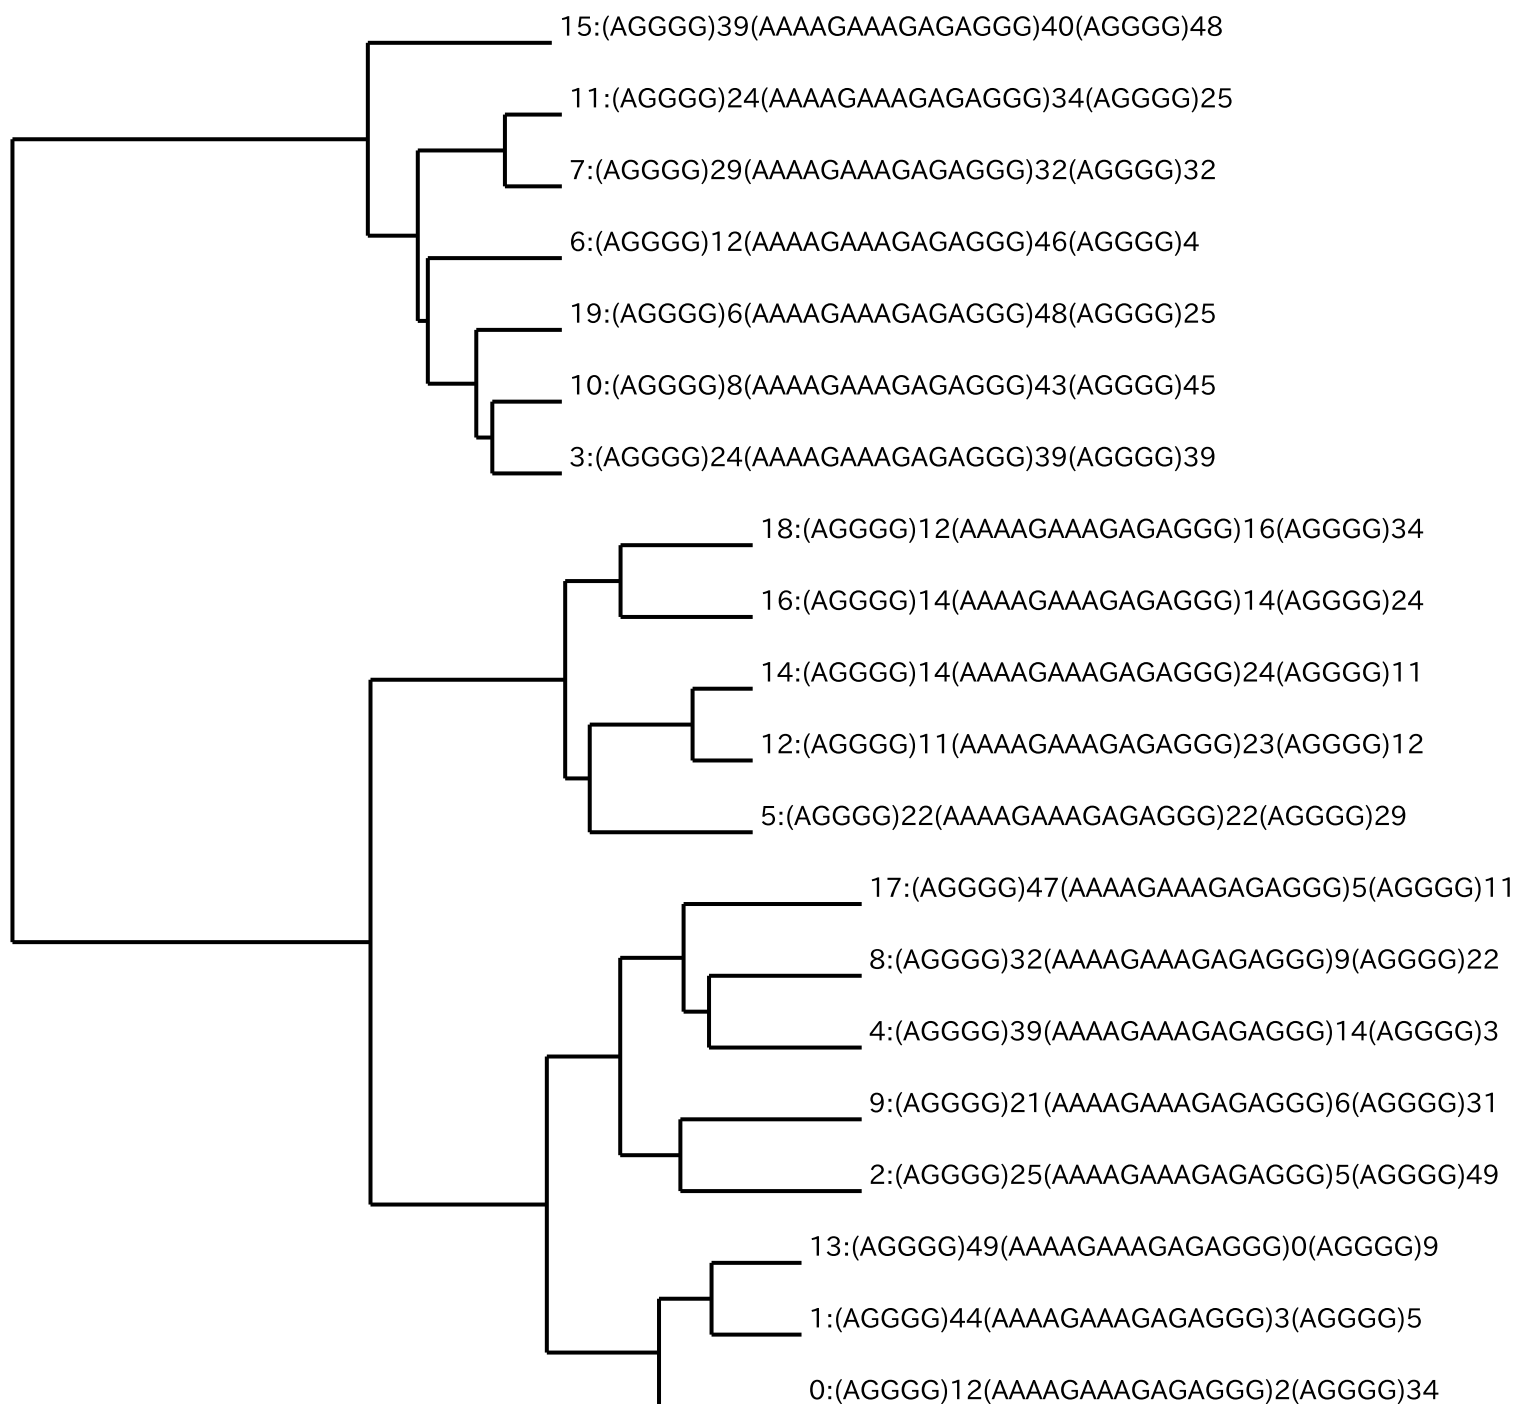 15:(AGGGG)39(AAAAGAAAGAGAGGG)40(AGGGG)48
11:(AGGGG)24(AAAAGAAAGAGAGGG)34(AGGGG)25
7:(AGGGG)29(AAAAGAAAGAGAGGG)32(AGGGG)32
6:(AGGGG)12(AAAAGAAAGAGAGGG)46(AGGGG)4
19:(AGGGG)6(AAAAGAAAGAGAGGG)48(AGGGG)25
10:(AGGGG)8(AAAAGAAAGAGAGGG)43(AGGGG)45
3:(AGGGG)24(AAAAGAAAGAGAGGG)39(AGGGG)39
18:(AGGGG)12(AAAAGAAAGAGAGGG)16(AGGGG)34
16:(AGGGG)14(AAAAGAAAGAGAGGG)14(AGGGG)24
14:(AGGGG)14(AAAAGAAAGAGAGGG)24(AGGGG)11
12:(AGGGG)11(AAAAGAAAGAGAGGG)23(AGGGG)12
5:(AGGGG)22(AAAAGAAAGAGAGGG)22(AGGGG)29
17:(AGGGG)47(AAAAGAAAGAGAGGG)5(AGGGG)11
8:(AGGGG)32(AAAAGAAAGAGAGGG)9(AGGGG)22
4:(AGGGG)39(AAAAGAAAGAGAGGG)14(AGGGG)3
9:(AGGGG)21(AAAAGAAAGAGAGGG)6(AGGGG)31
2:(AGGGG)25(AAAAGAAAGAGAGGG)5(AGGGG)49
13:(AGGGG)49(AAAAGAAAGAGAGGG)0(AGGGG)9
1:(AGGGG)44(AAAAGAAAGAGAGGG)3(AGGGG)5
0:(AGGGG)12(AAAAGAAAGAGAGGG)2(AGGGG)34